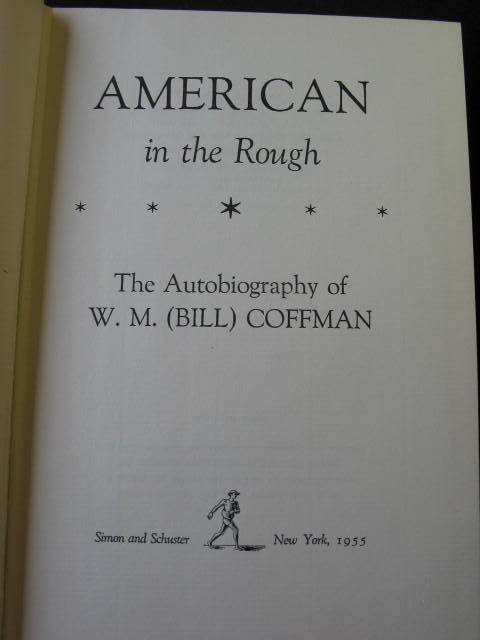 AMERICAN
in the Rough
* * * * *
The Autobiography of
W. M. (BILL) COFFMAN
Simon and Schuster New York, 1955